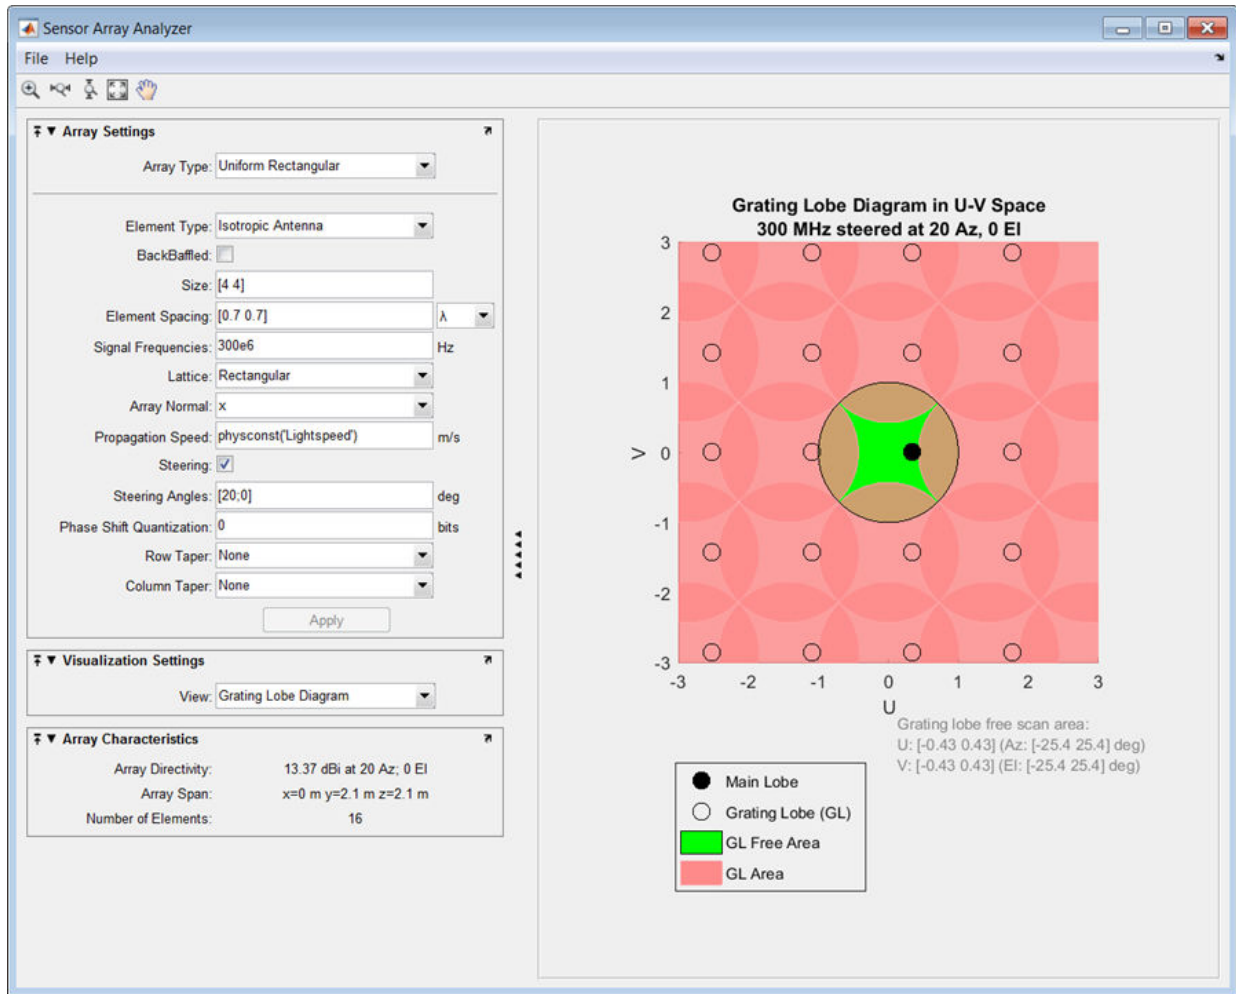 Sensor Array Analyzer
File Help
Array Settings
Array Type: Uniform Rectangular
Element Type: Isotropic Antenna
BackBaffled:
Size: [4 4]
Element Spacing: [0.7 0.7] λ
Signal Frequencies: 300e6 Hz
Lattice: Rectangular
Array Normal: x
Propagation Speed: physconst('Lightspeed') m/s
Steering:
Steering Angles: [20;0] deg
Phase Shift Quantization: 0 bits
Row Taper: None
Column Taper: None
Apply
Visualization Settings
View: Grating Lobe Diagram
Array Characteristics
Array Directivity: 13.37 dBi at 20 Az; 0 El
Array Span: x=0 m y=2.1 m z=2.1 m
Number of Elements: 16
Grating Lobe Diagram in U-V Space
300 MHz steered at 20 Az, 0 El
3
2
1
V 0
-1
-2
-3
-3 -2 -1 0 1 2 3
U
Grating lobe free scan area:
U: [-0.43 0.43] (Az: [-25.4 25.4] deg)
V: [-0.43 0.43] (El: [-25.4 25.4] deg)
Main Lobe
Grating Lobe (GL)
GL Free Area
GL Area